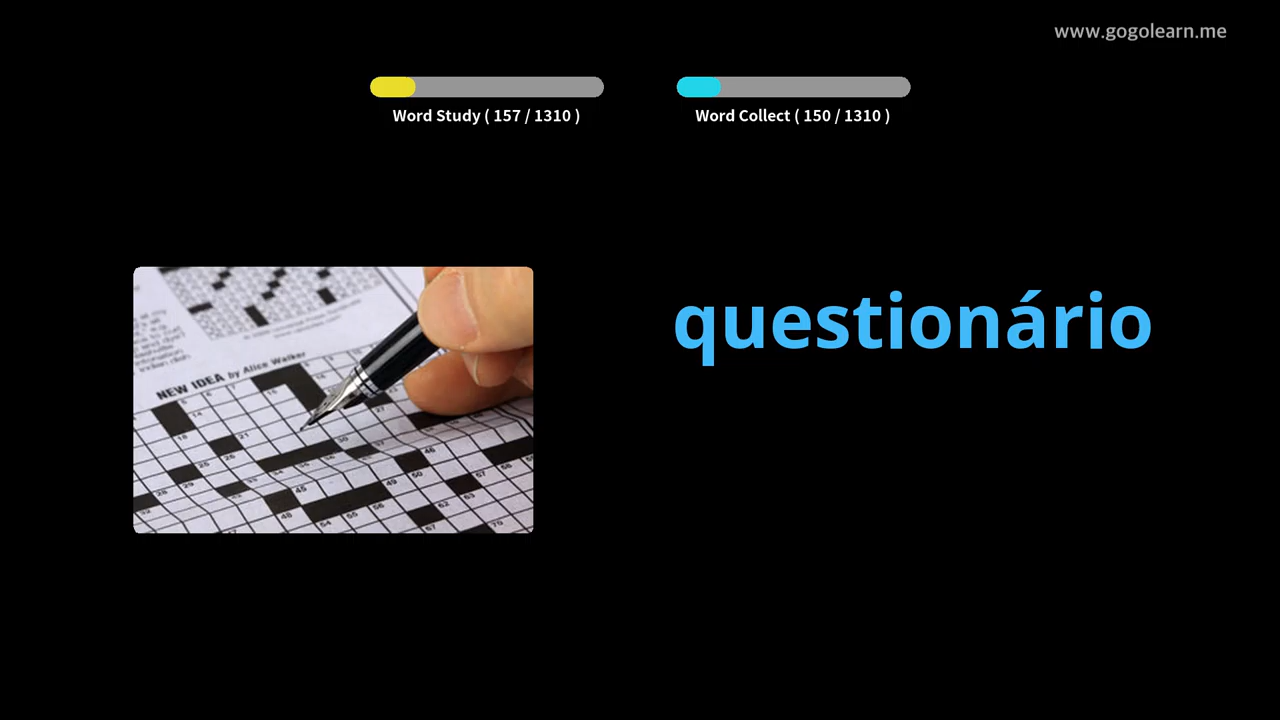 www.gogolearn.me
Word Study ( 157 / 1310 )
Word Collect ( 150 / 1310 )
questionário
NEW IDEA by Alice Walker